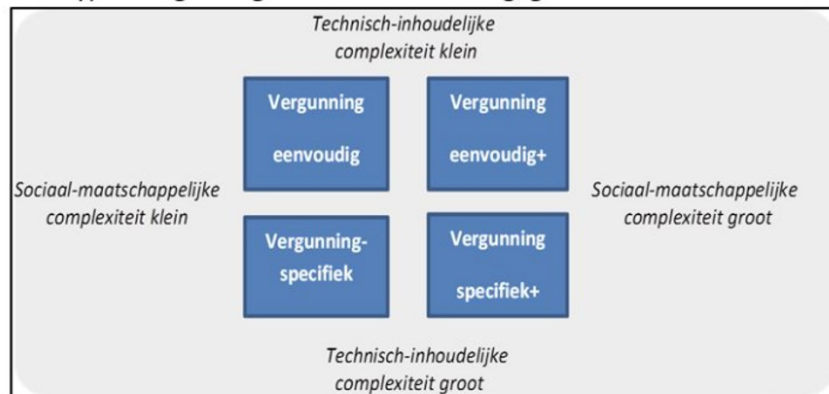 Technisch-inhoudelijke
complexiteit klein
Vergunning
eenvoudig
Vergunning
eenvoudig+
Sociaal-maatschappelijke
complexiteit klein
Sociaal-maatschappelijke
complexiteit groot
Vergunning-
specifiek
Vergunning
specifiek+
Technisch-inhoudelijke
complexiteit groot